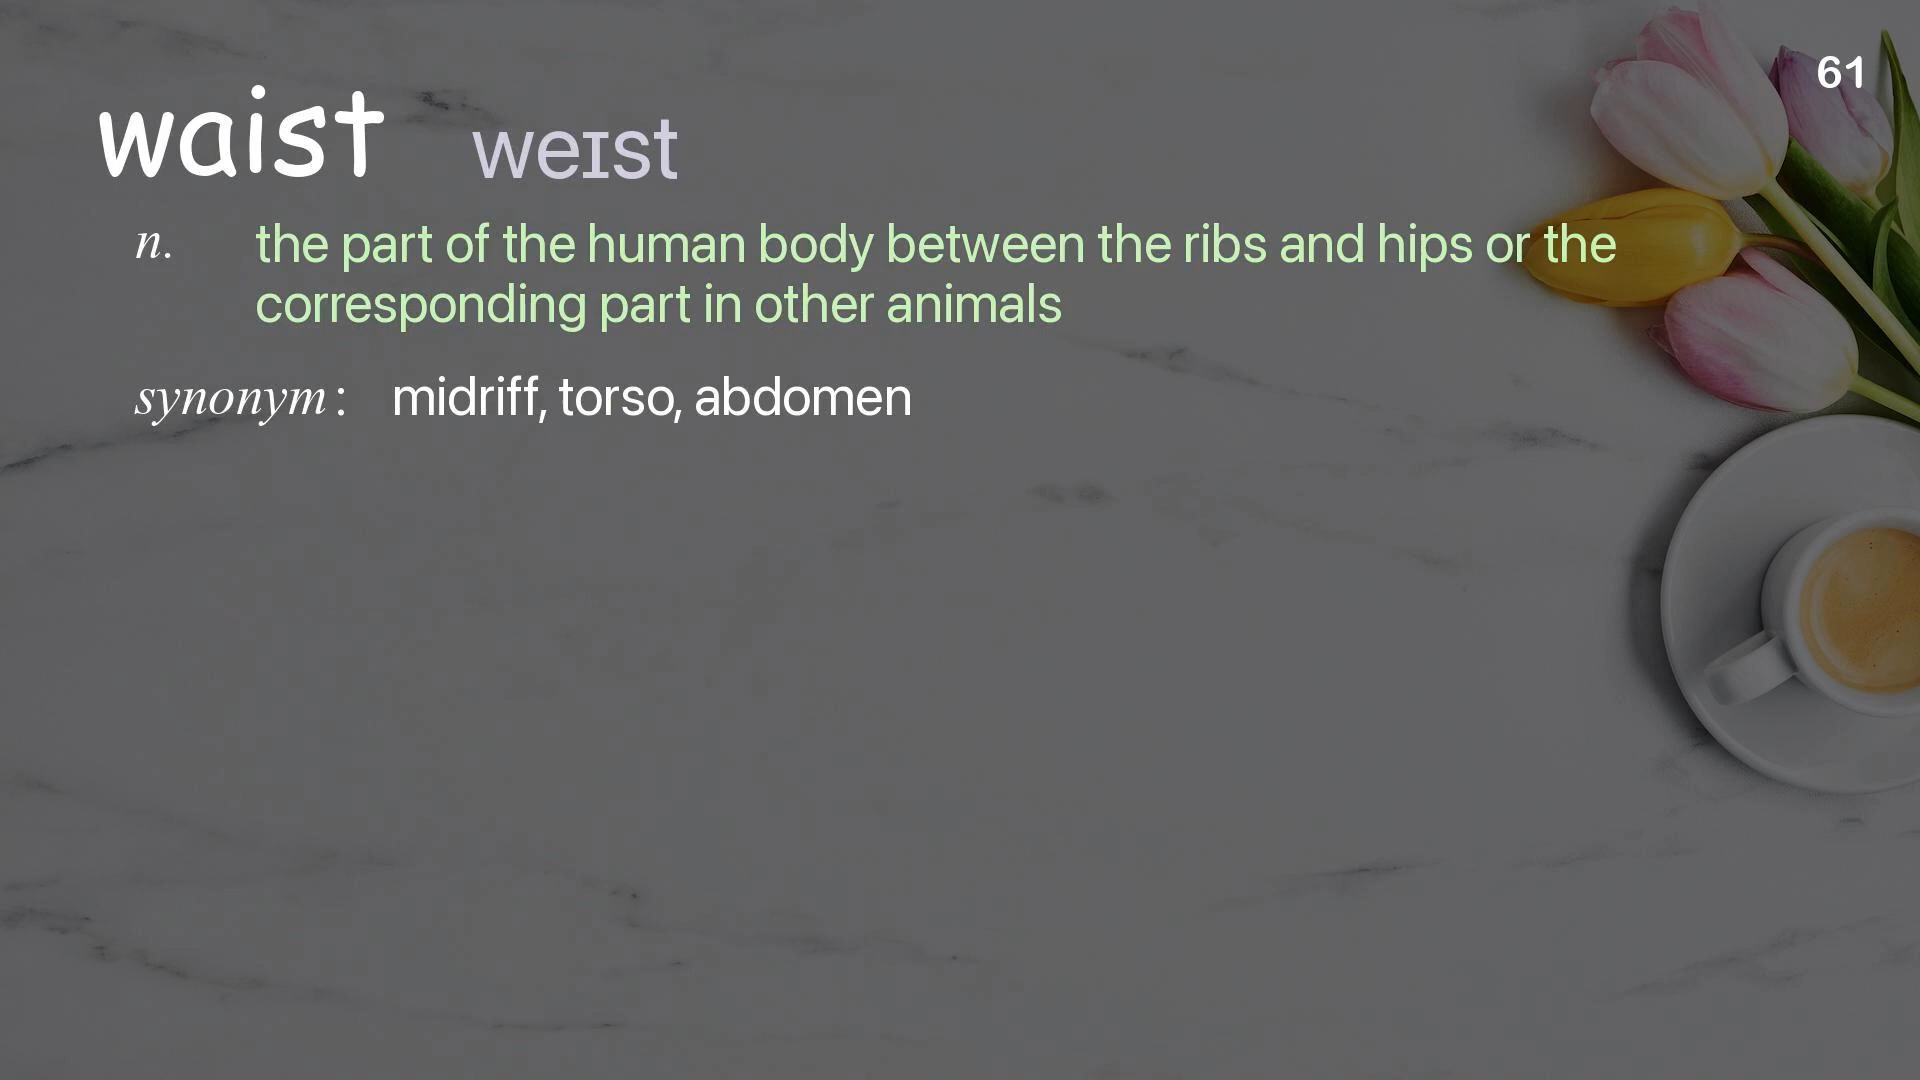 61
waist weɪst
n. the part of the human body between the ribs and hips or the
corresponding part in other animals
synonym: midriff, torso, abdomen